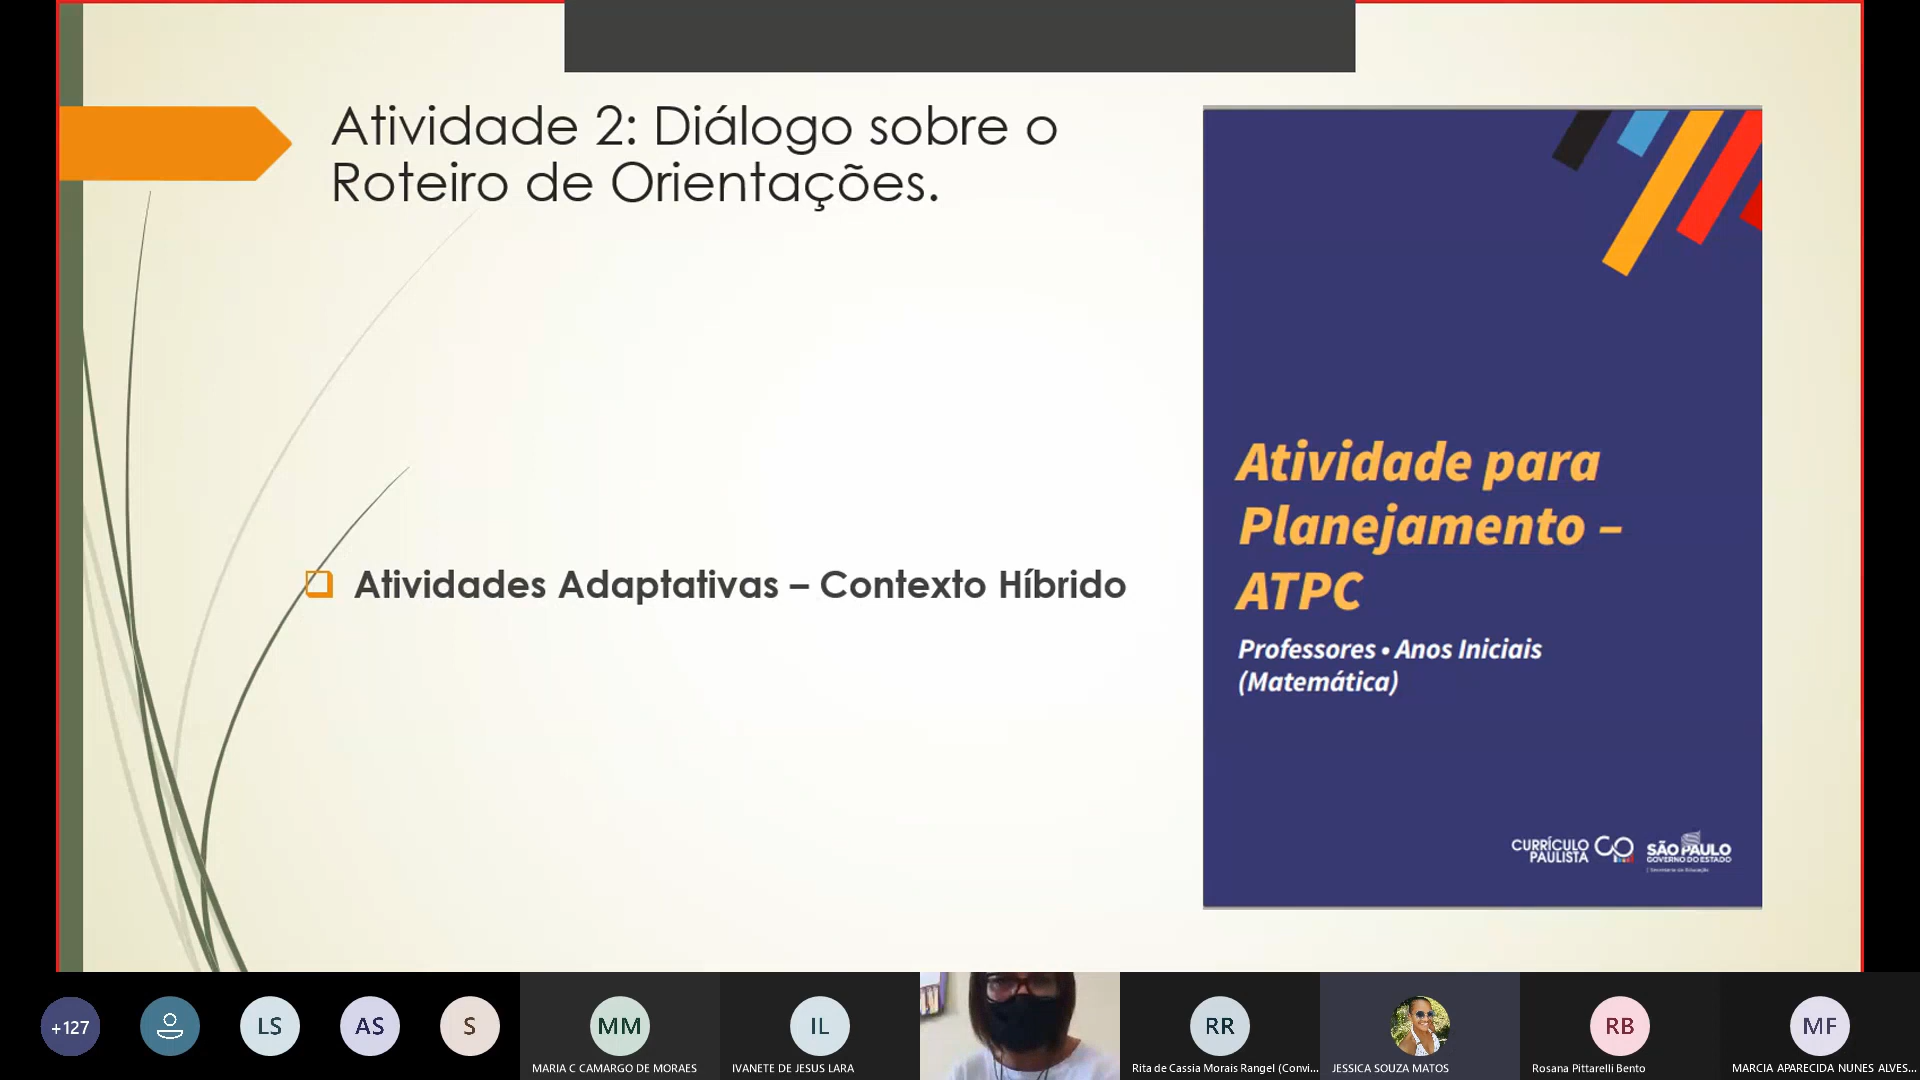 Atividade 2: Diálogo sobre o
Roteiro de Orientações.
Atividades Adaptativas – Contexto Híbrido
Atividade para
Planejamento –
ATPC
Professores • Anos Iniciais
(Matemática)
CURRÍCULO
PAULISTA
SÃO PAULO
GOVERNO DO ESTADO
Secretaria da Educação
+127
LS
AS
S
MM
MARIA C CAMARGO DE MORAES
IL
IVANETE DE JESUS LARA
RR
Rita de Cassia Morais Rangel (Convi...
JESSICA SOUZA MATOS
RB
Rosana Pittarelli Bento
MF
MARCIA APARECIDA NUNES ALVES...